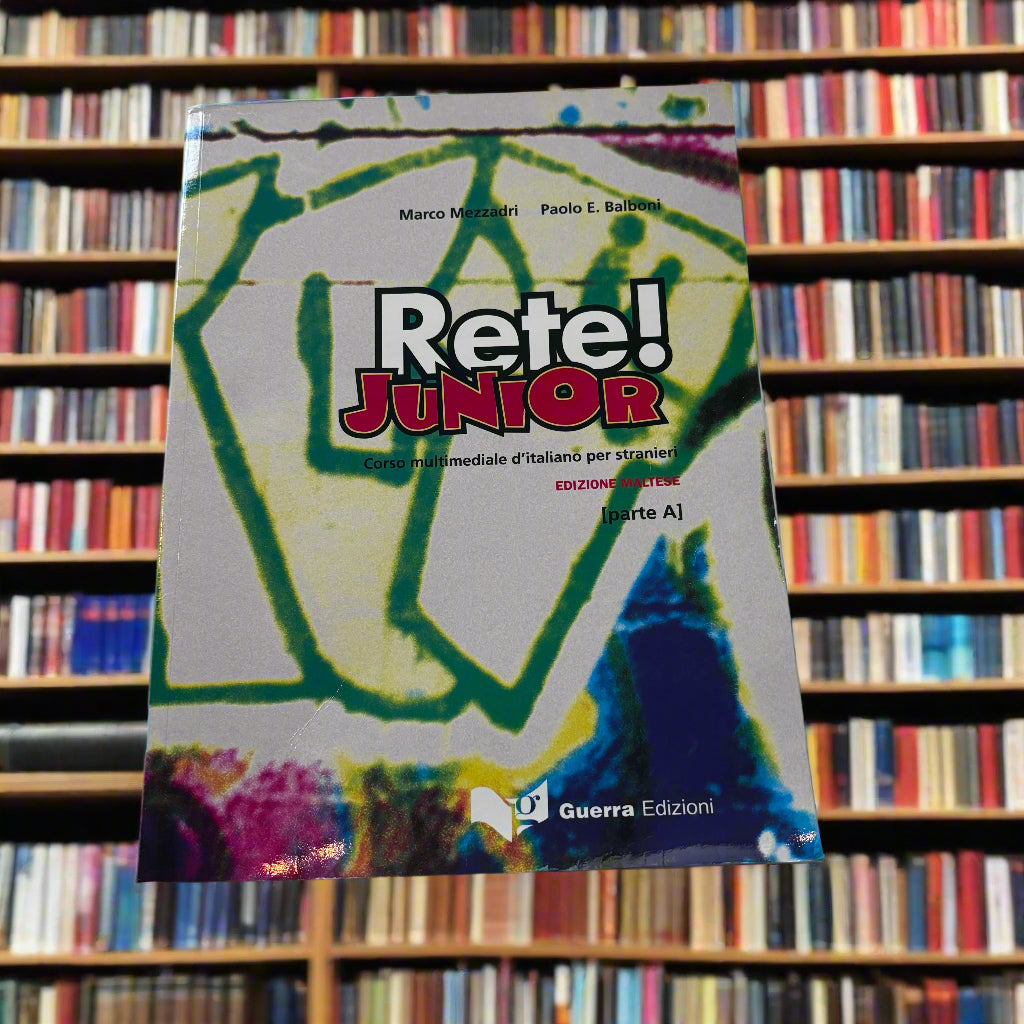 Marco Mezzadri Paolo E. Balboni
Rete!
JUNIOR
Corso multimediale d'italiano per stranieri
EDIZIONE MALTESE
[parte A]
g Guerra Edizioni